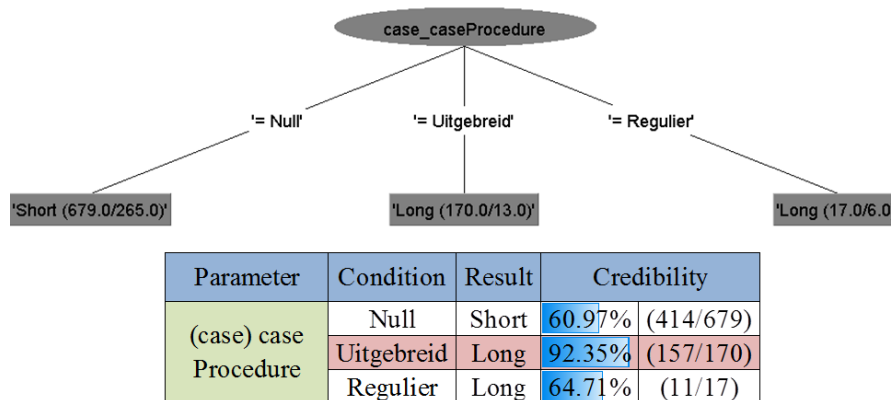 case_caseProcedure
'= Null' '= Uitgebreid' '= Regulier'
'Short (679.0/265.0)' 'Long (170.0/13.0)' 'Long (17.0/6.0
Parameter Condition Result Credibility
(case) case
Procedure
Null Short 60.97% (414/679)
Uitgebreid Long 92.35% (157/170)
Regulier Long 64.71% (11/17)